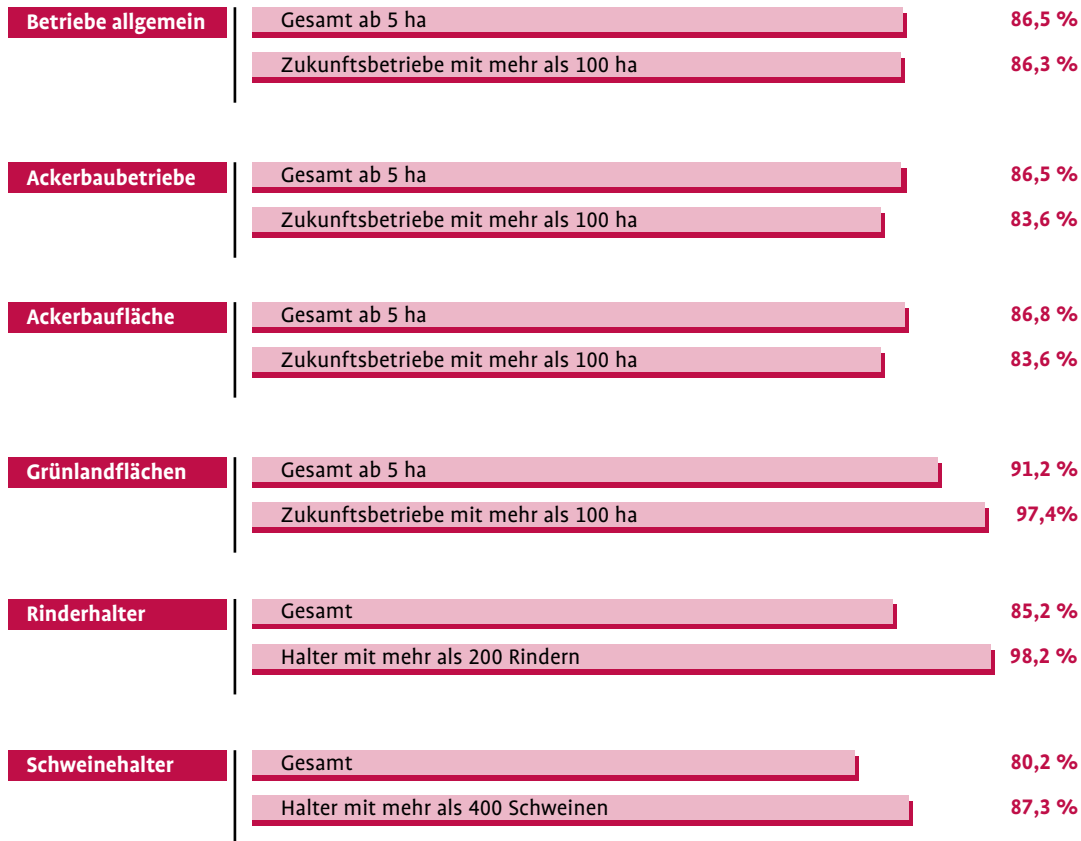 Betriebe allgemein
Gesamt ab 5 ha 86,5 %
Zukunftsbetriebe mit mehr als 100 ha 86,3 %
Ackerbaubetriebe
Gesamt ab 5 ha 86,5 %
Zukunftsbetriebe mit mehr als 100 ha 83,6 %
Ackerbaufläche
Gesamt ab 5 ha 86,8 %
Zukunftsbetriebe mit mehr als 100 ha 83,6 %
Grünlandflächen
Gesamt ab 5 ha 91,2 %
Zukunftsbetriebe mit mehr als 100 ha 97,4%
Rinderhalter
Gesamt 85,2 %
Halter mit mehr als 200 Rindern 98,2 %
Schweinehalter
Gesamt 80,2 %
Halter mit mehr als 400 Schweinen 87,3 %